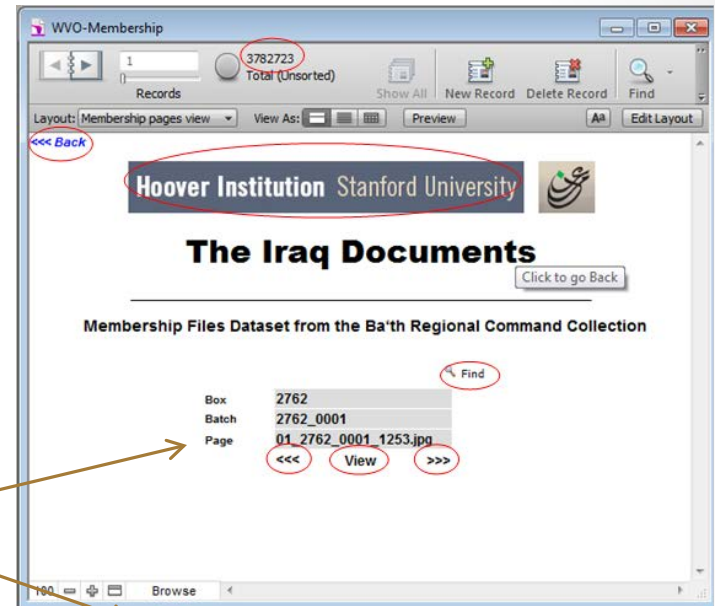 WVO-Membership
1
3782723
Total (Unsorted)
Records
Show All
New Record
Delete Record
Find
Layout: Membership pages view
View As:
Preview
Aa
Edit Layout
<<< Back
Hoover Institution Stanford University
The Iraq Documents
Click to go Back
Membership Files Dataset from the Ba'th Regional Command Collection
Find
Box 2762
Batch 2762_0001
Page 01_2762_0001_1253.jpg
<<< View >>>
100
Browse